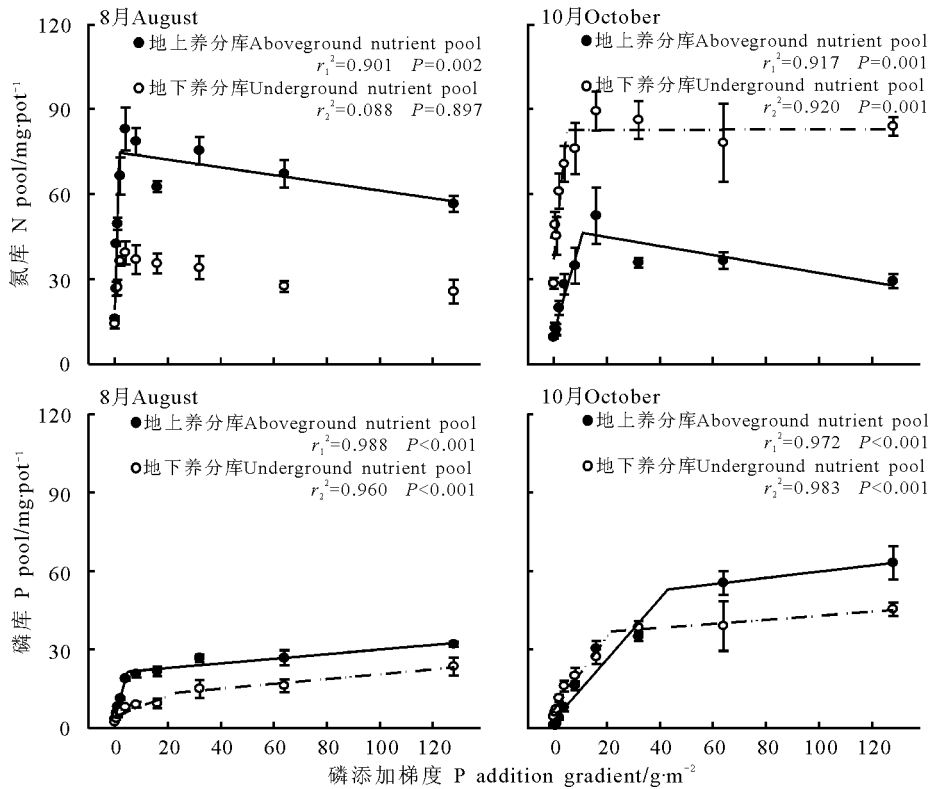 8月August
●地上养分库Aboveground nutrient pool
r₁²=0.901 P=0.002
○地下养分库Underground nutrient pool
r₂²=0.088 P=0.897
10月October
●地上养分库Aboveground nutrient pool
r₁²=0.917 P=0.001
○地下养分库Underground nutrient pool
r₂²=0.920 P=0.001
氮库 N pool/mg·pot⁻¹
120
90
60
30
0
8月August
●地上养分库Aboveground nutrient pool
r₁²=0.988 P<0.001
○地下养分库Underground nutrient pool
r₂²=0.960 P<0.001
10月October
●地上养分库Aboveground nutrient pool
r₁²=0.972 P<0.001
○地下养分库Underground nutrient pool
r₂²=0.983 P<0.001
磷库 P pool/mg·pot⁻¹
120
90
60
30
0
0 20 40 60 80 100 120
0 20 40 60 80 100 120
磷添加梯度 P addition gradient/g·m⁻²